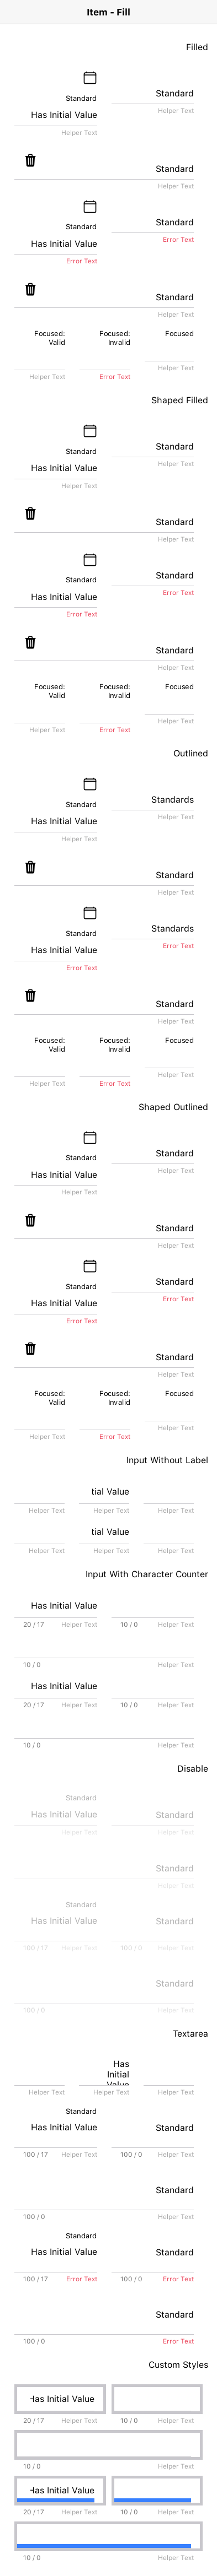 Item - Fill
Filled
Standard
Has Initial Value
Helper Text
Standard
Helper Text
Standard
Helper Text
Standard
Has Initial Value
Error Text
Standard
Error Text
Standard
Helper Text
Focused:
Valid
Helper Text
Focused:
Invalid
Error Text
Focused
Helper Text
Shaped Filled
Standard
Has Initial Value
Helper Text
Standard
Helper Text
Standard
Helper Text
Standard
Has Initial Value
Error Text
Standard
Error Text
Standard
Helper Text
Focused:
Valid
Helper Text
Focused:
Invalid
Error Text
Focused
Helper Text
Outlined
Standard
Has Initial Value
Helper Text
Standards
Helper Text
Standard
Helper Text
Standard
Has Initial Value
Error Text
Standards
Error Text
Standard
Helper Text
Focused:
Valid
Helper Text
Focused:
Invalid
Error Text
Focused
Helper Text
Shaped Outlined
Standard
Has Initial Value
Helper Text
Standard
Helper Text
Standard
Helper Text
Standard
Has Initial Value
Error Text
Standard
Error Text
Standard
Helper Text
Focused:
Valid
Helper Text
Focused:
Invalid
Error Text
Focused
Helper Text
Input Without Label
tial Value
Helper Text Helper Text Helper Text
tial Value
Helper Text Helper Text Helper Text
Input With Character Counter
Has Initial Value
20 / 17 Helper Text 10 / 0 Helper Text
10 / 0 Helper Text
Has Initial Value
20 / 17 Helper Text 10 / 0 Helper Text
10 / 0 Helper Text
Disable
Standard
Has Initial Value
Helper Text
Standard
Helper Text
Standard
Helper Text
Standard
Has Initial Value
100 / 17 Helper Text
Standard
100 / 0 Helper Text
Standard
100 / 0 Helper Text
Textarea
Has
Initial
Value
Helper Text Helper Text Helper Text
Standard
Has Initial Value
100 / 17 Helper Text
Standard
100 / 0 Helper Text
Standard
100 / 0 Helper Text
Standard
Has Initial Value
100 / 17 Error Text
Standard
100 / 0 Error Text
Standard
100 / 0 Error Text
Custom Styles
Has Initial Value
20 / 17 Helper Text 10 / 0 Helper Text
10 / 0 Helper Text
Has Initial Value
20 / 17 Helper Text 10 / 0 Helper Text
10 / 0 Helper Text